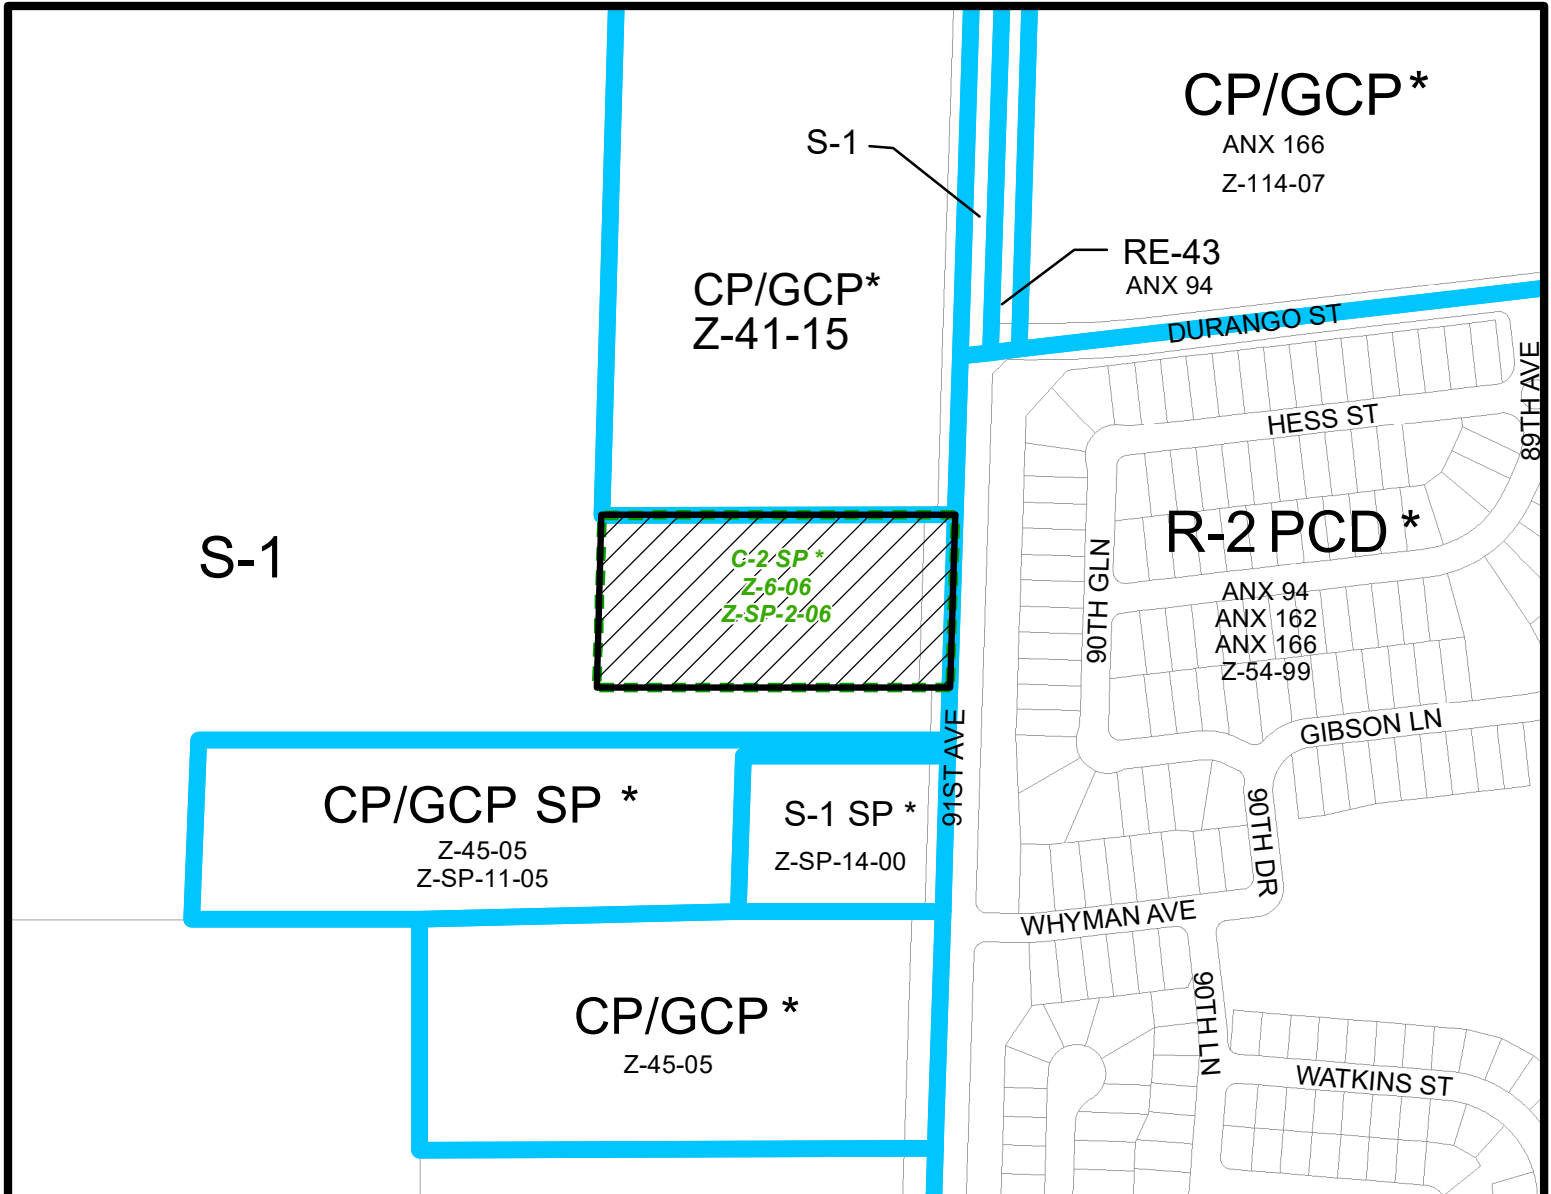 CP/GCP *
ANX 166
Z-114-07
S-1
RE-43
ANX 94
CP/GCP*
Z-41-15
DURANGO ST
89TH AVE
HESS ST
R-2 PCD *
ANX 94
ANX 162
ANX 166
Z-54-99
S-1
C-2 SP *
Z-6-06
Z-SP-2-06
90TH GLN
GIBSON LN
91ST AVE
90TH DR
CP/GCP SP *
Z-45-05
Z-SP-11-05
S-1 SP *
Z-SP-14-00
WHYMAN AVE
90TH LN
CP/GCP *
Z-45-05
WATKINS ST